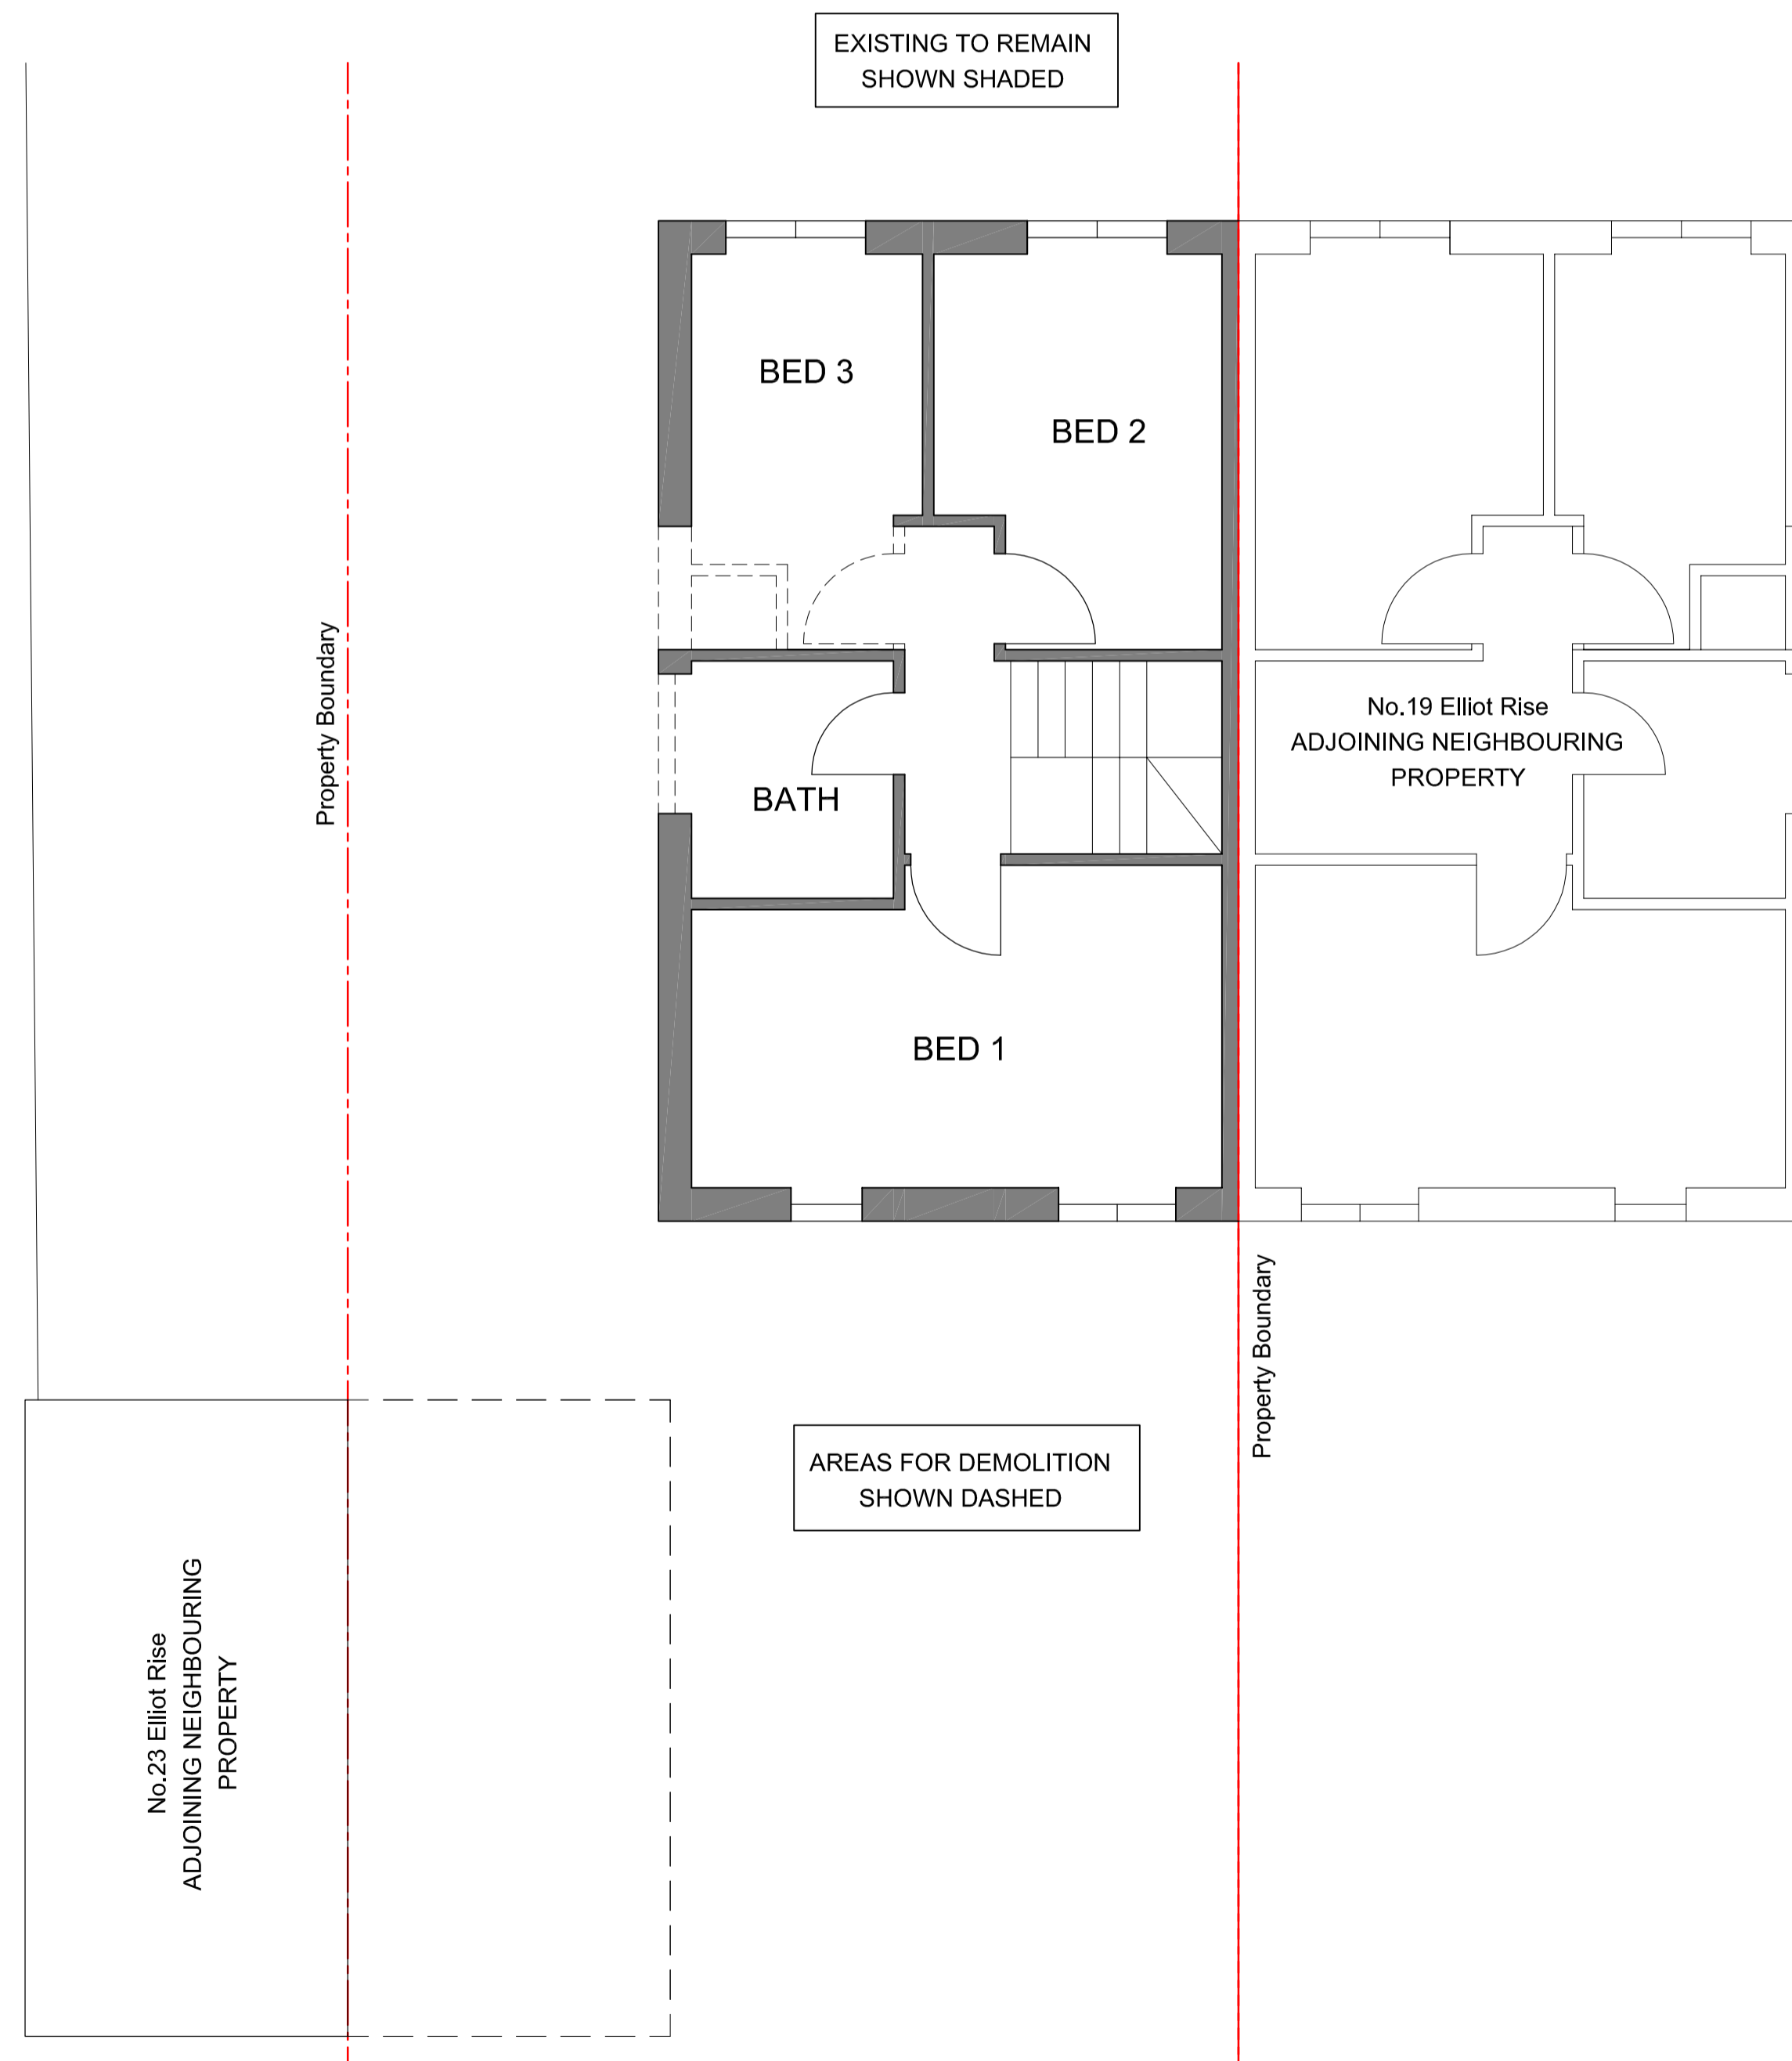 EXISTING TO REMAIN
SHOWN SHADED
BED 3
BED 2
Property Boundary
No.19 Elliot Rise
ADJOINING NEIGHBOURING
PROPERTY
BATH
BED 1
Property Boundary
AREAS FOR DEMOLITION
SHOWN DASHED
No.23 Elliot Rise
ADJOINING NEIGHBOURING
PROPERTY